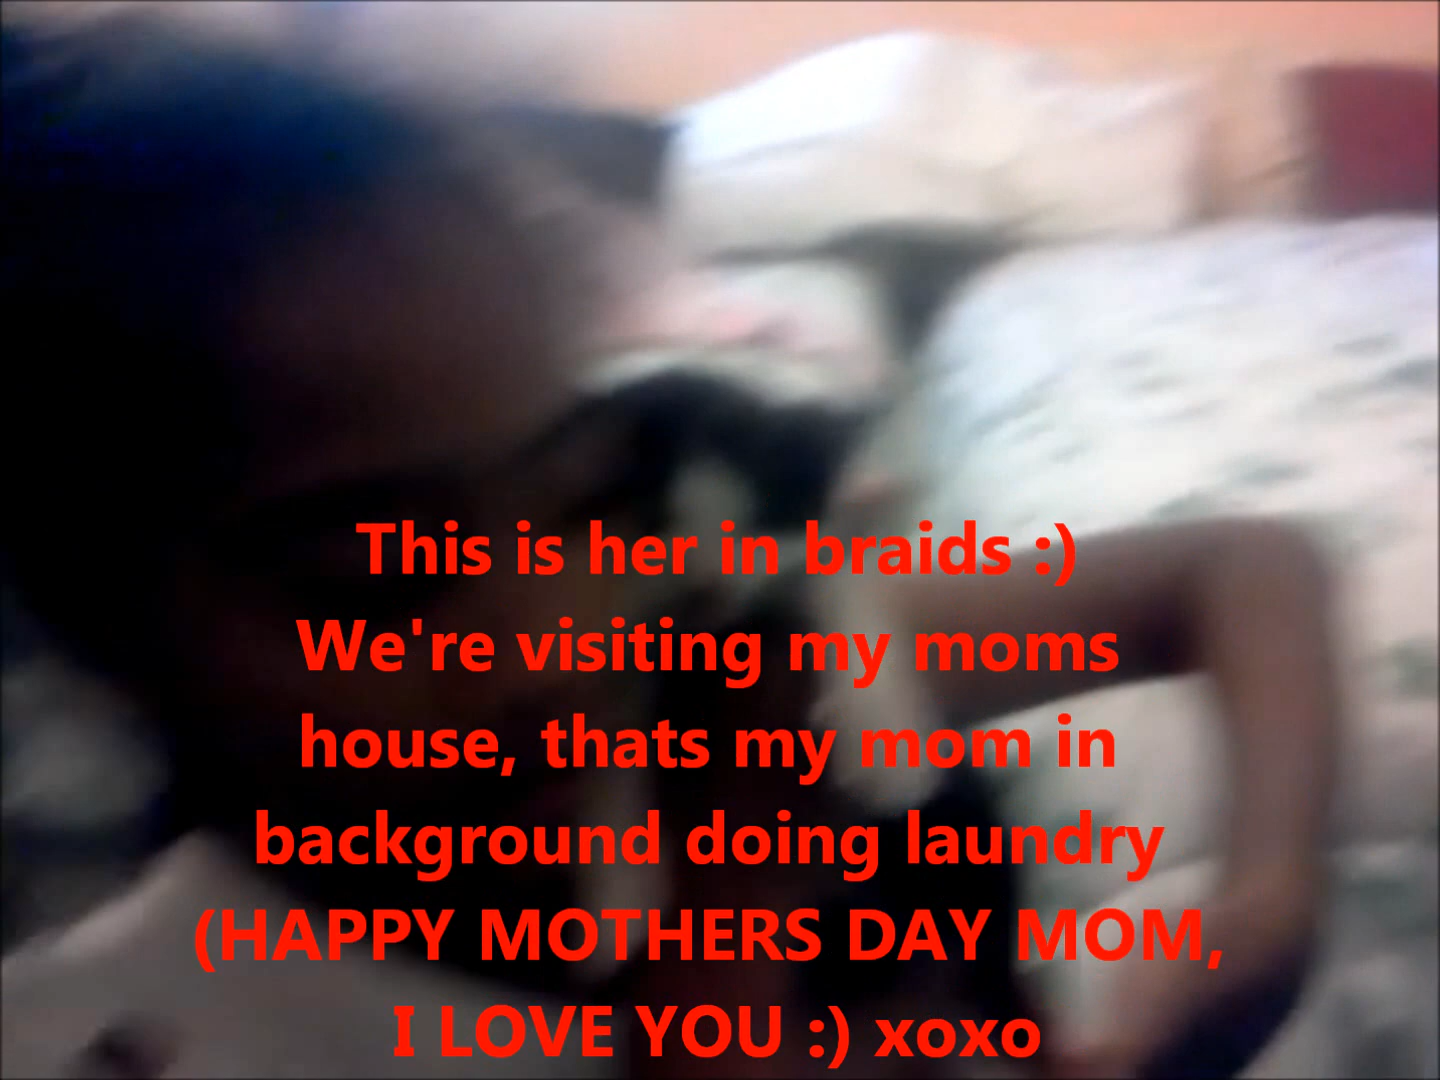 This is her in braids :)
We're visiting my moms
house, thats my mom in
background doing laundry
(HAPPY MOTHERS DAY MOM,
I LOVE YOU :) xoxo